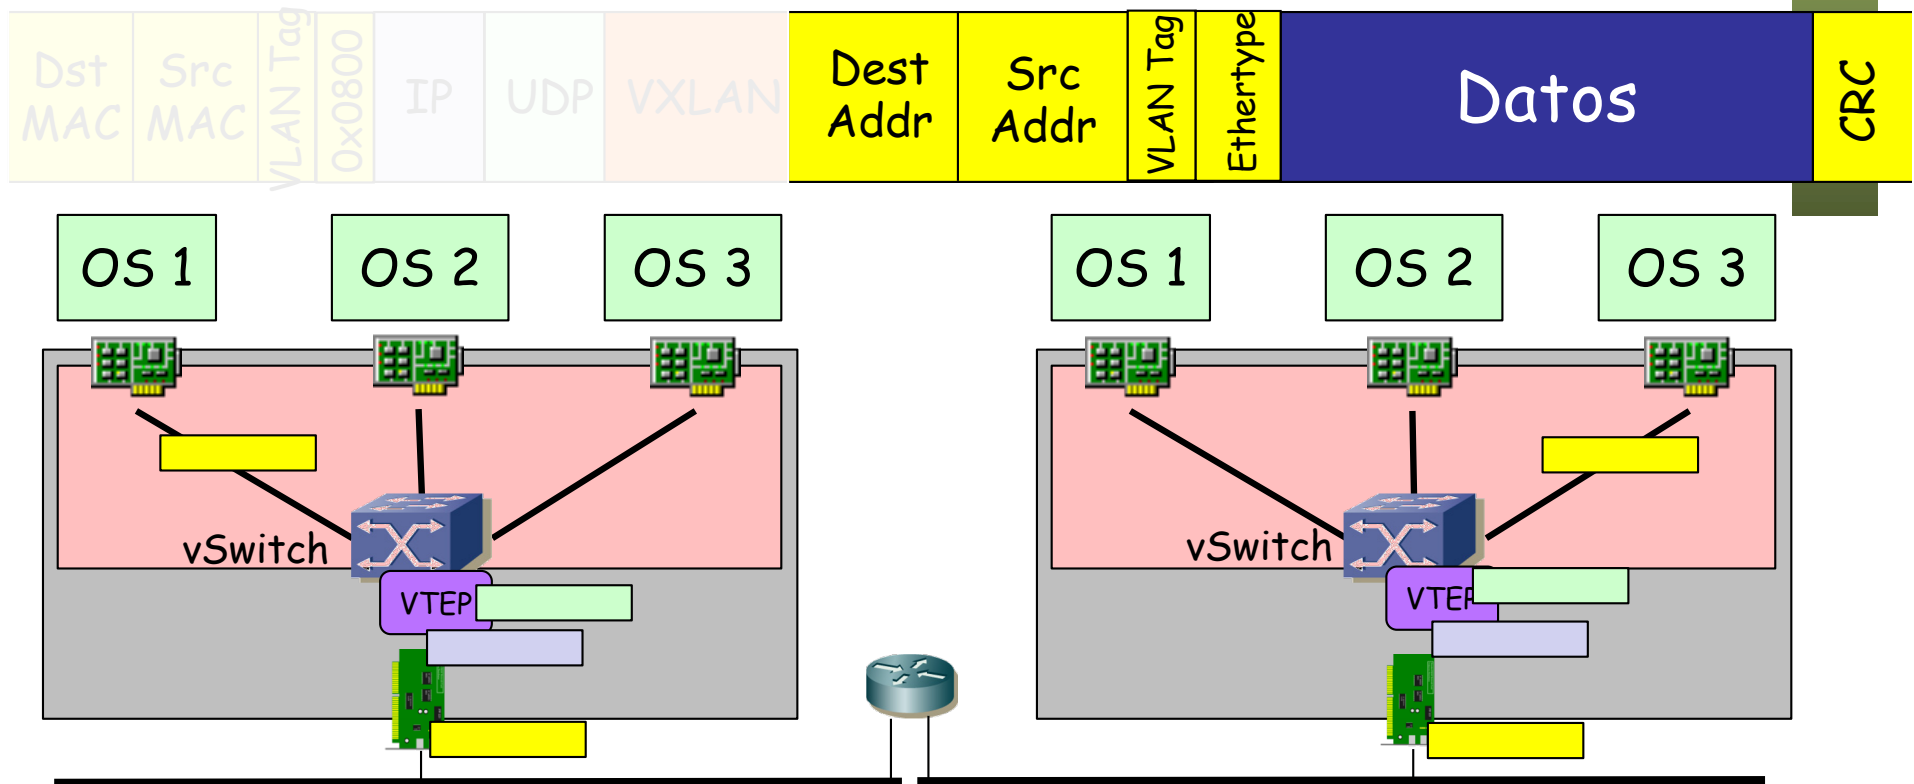 Dst MAC
Src MAC
VLAN Tag
0x0800
IP
UDP
VXLAN
Dest Addr
Src Addr
VLAN Tag
Ethertype
Datos
CRC
OS 1
OS 2
OS 3
OS 1
OS 2
OS 3
vSwitch
vSwitch
VTEP
VTEP